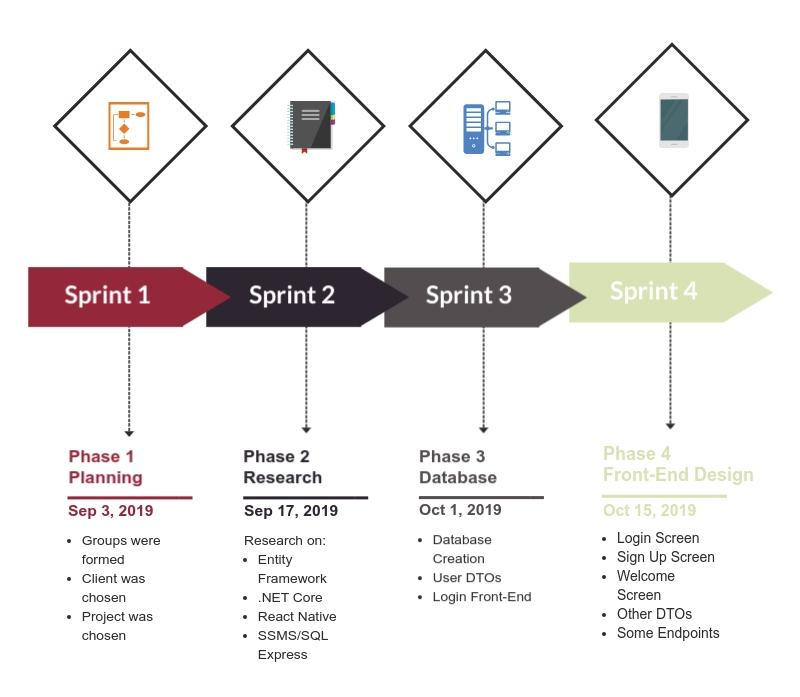 Sprint 1
Sprint 2
Sprint 3
Sprint 4
Phase 1
Planning
Sep 3, 2019
• Groups were
formed
• Client was
chosen
• Project was
chosen
Phase 2
Research
Sep 17, 2019
Research on:
• Entity
Framework
• .NET Core
• React Native
• SSMS/SQL
Express
Phase 3
Database
Oct 1, 2019
• Database
Creation
• User DTOs
• Login Front-End
Phase 4
Front-End Design
Oct 15, 2019
• Login Screen
• Sign Up Screen
• Welcome
Screen
• Other DTOs
• Some Endpoints